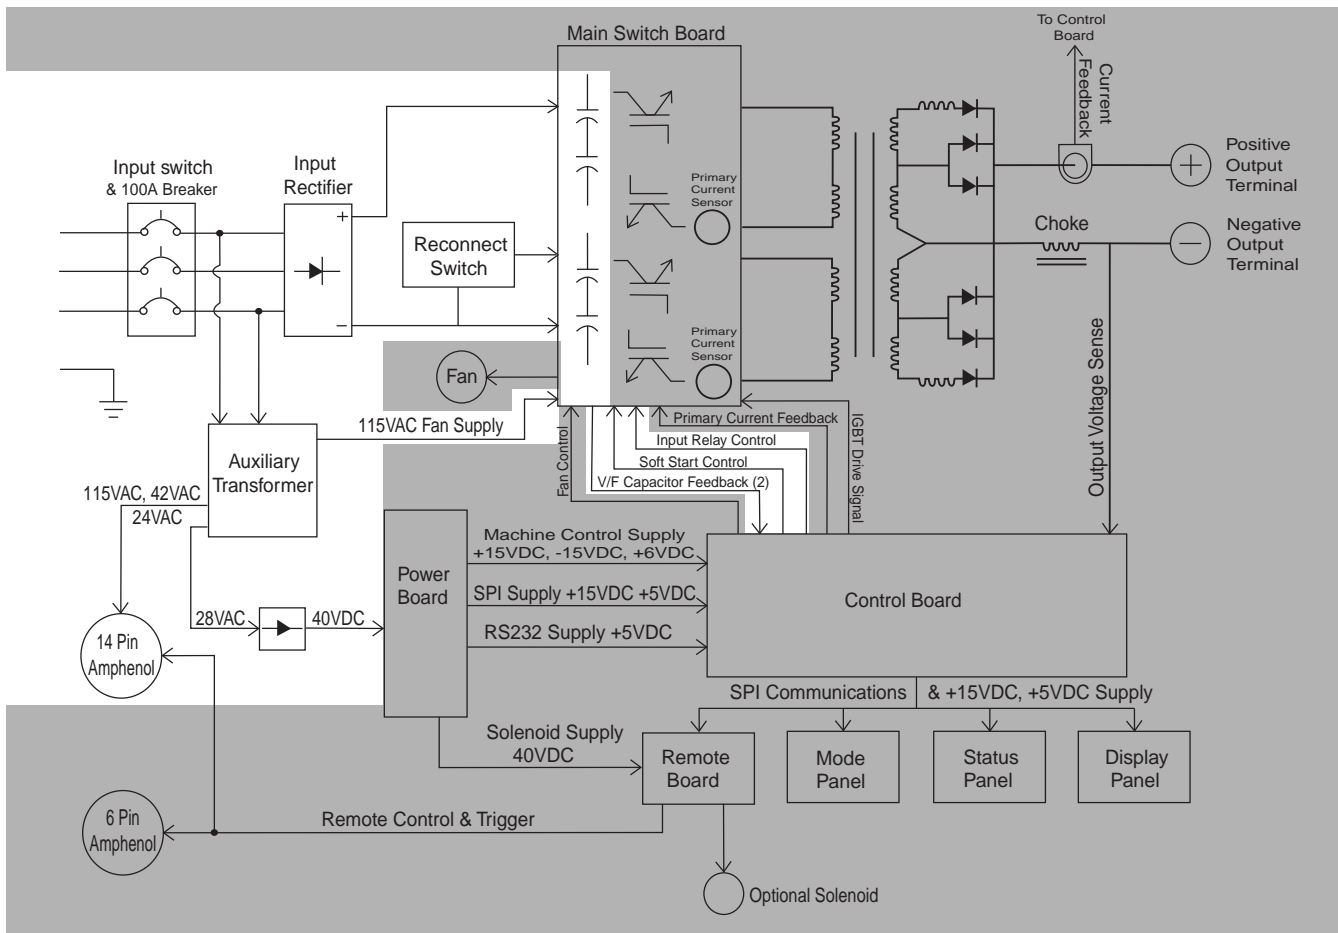 Main Switch Board
To Control
Board
Current
Feedback
Input switch
& 100A Breaker
Input
Rectifier
+
−
Reconnect
Switch
Primary
Current
Sensor
Primary
Current
Sensor
Positive
Output
Terminal
+
Choke
Negative
Output
Terminal
−
Output Voltage Sense
Fan
115VAC Fan Supply
Auxiliary
Transformer
115VAC, 42VAC
24VAC
Fan Control
Primary Current Feedback
Input Relay Control
Soft Start Control
V/F Capacitor Feedback (2)
IGBT Drive Signal
28VAC
40VDC
14 Pin
Amphenol
Power
Board
Machine Control Supply
+15VDC, -15VDC, +6VDC
SPI Supply +15VDC +5VDC
RS232 Supply +5VDC
Control Board
SPI Communications & +15VDC, +5VDC Supply
Solenoid Supply
40VDC
Remote
Board
Mode
Panel
Status
Panel
Display
Panel
6 Pin
Amphenol
Remote Control & Trigger
Optional Solenoid